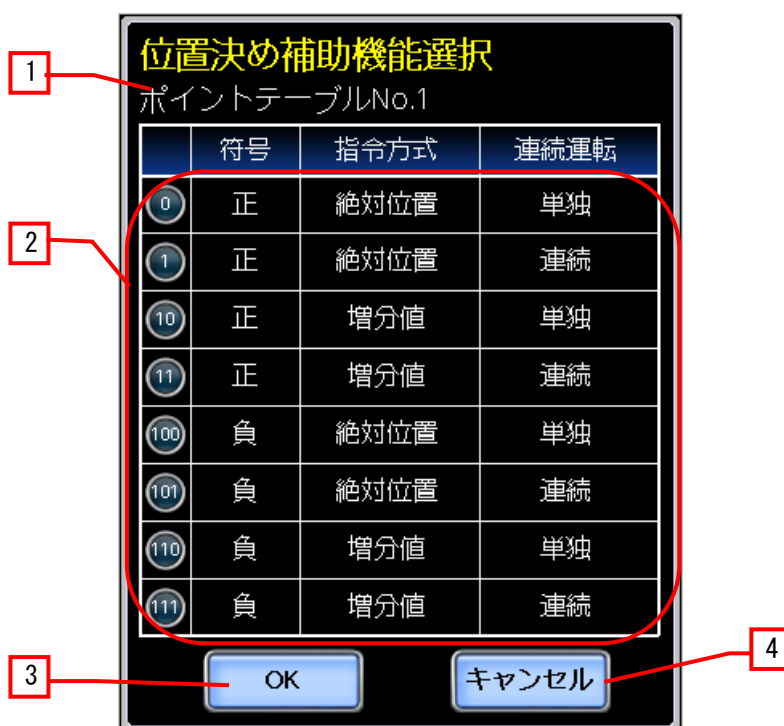 位置決め補助機能選択
1
ポイントテーブルNo.1
符号 指令方式 連続運転
0 正 絶対位置 単独
2
1 正 絶対位置 連続
10 正 増分値 単独
11 正 増分値 連続
100 負 絶対位置 単独
101 負 絶対位置 連続
110 負 増分値 単独
111 負 増分値 連続
3 OK キャンセル 4